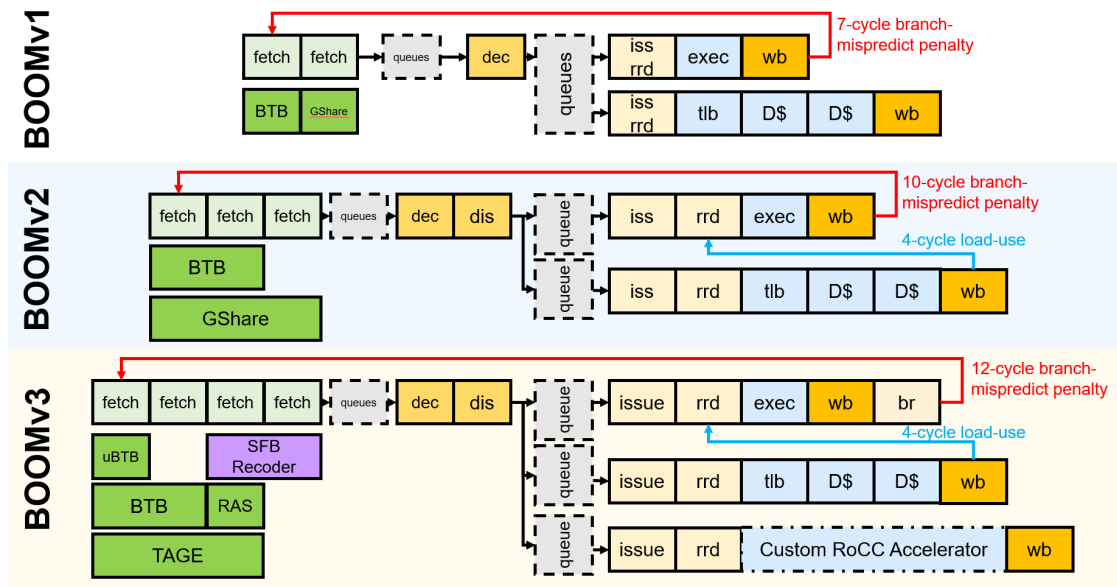 BOOMv1
7-cycle branch-
mispredict penalty
fetch
fetch
queues
dec
queues
iss
rrd
exec
wb
BTB
GShare
iss
rrd
tlb
D$
D$
wb
BOOMv2
10-cycle branch-
mispredict penalty
fetch
fetch
fetch
queues
dec
dis
queue
iss
rrd
exec
wb
4-cycle load-use
BTB
queue
iss
rrd
tlb
D$
D$
wb
GShare
BOOMv3
12-cycle branch-
mispredict penalty
fetch
fetch
fetch
fetch
queues
dec
dis
queue
issue
rrd
exec
wb
br
4-cycle load-use
uBTB
SFB
Recoder
queue
issue
rrd
tlb
D$
D$
wb
BTB
RAS
TAGE
queue
issue
rrd
Custom RoCC Accelerator
wb